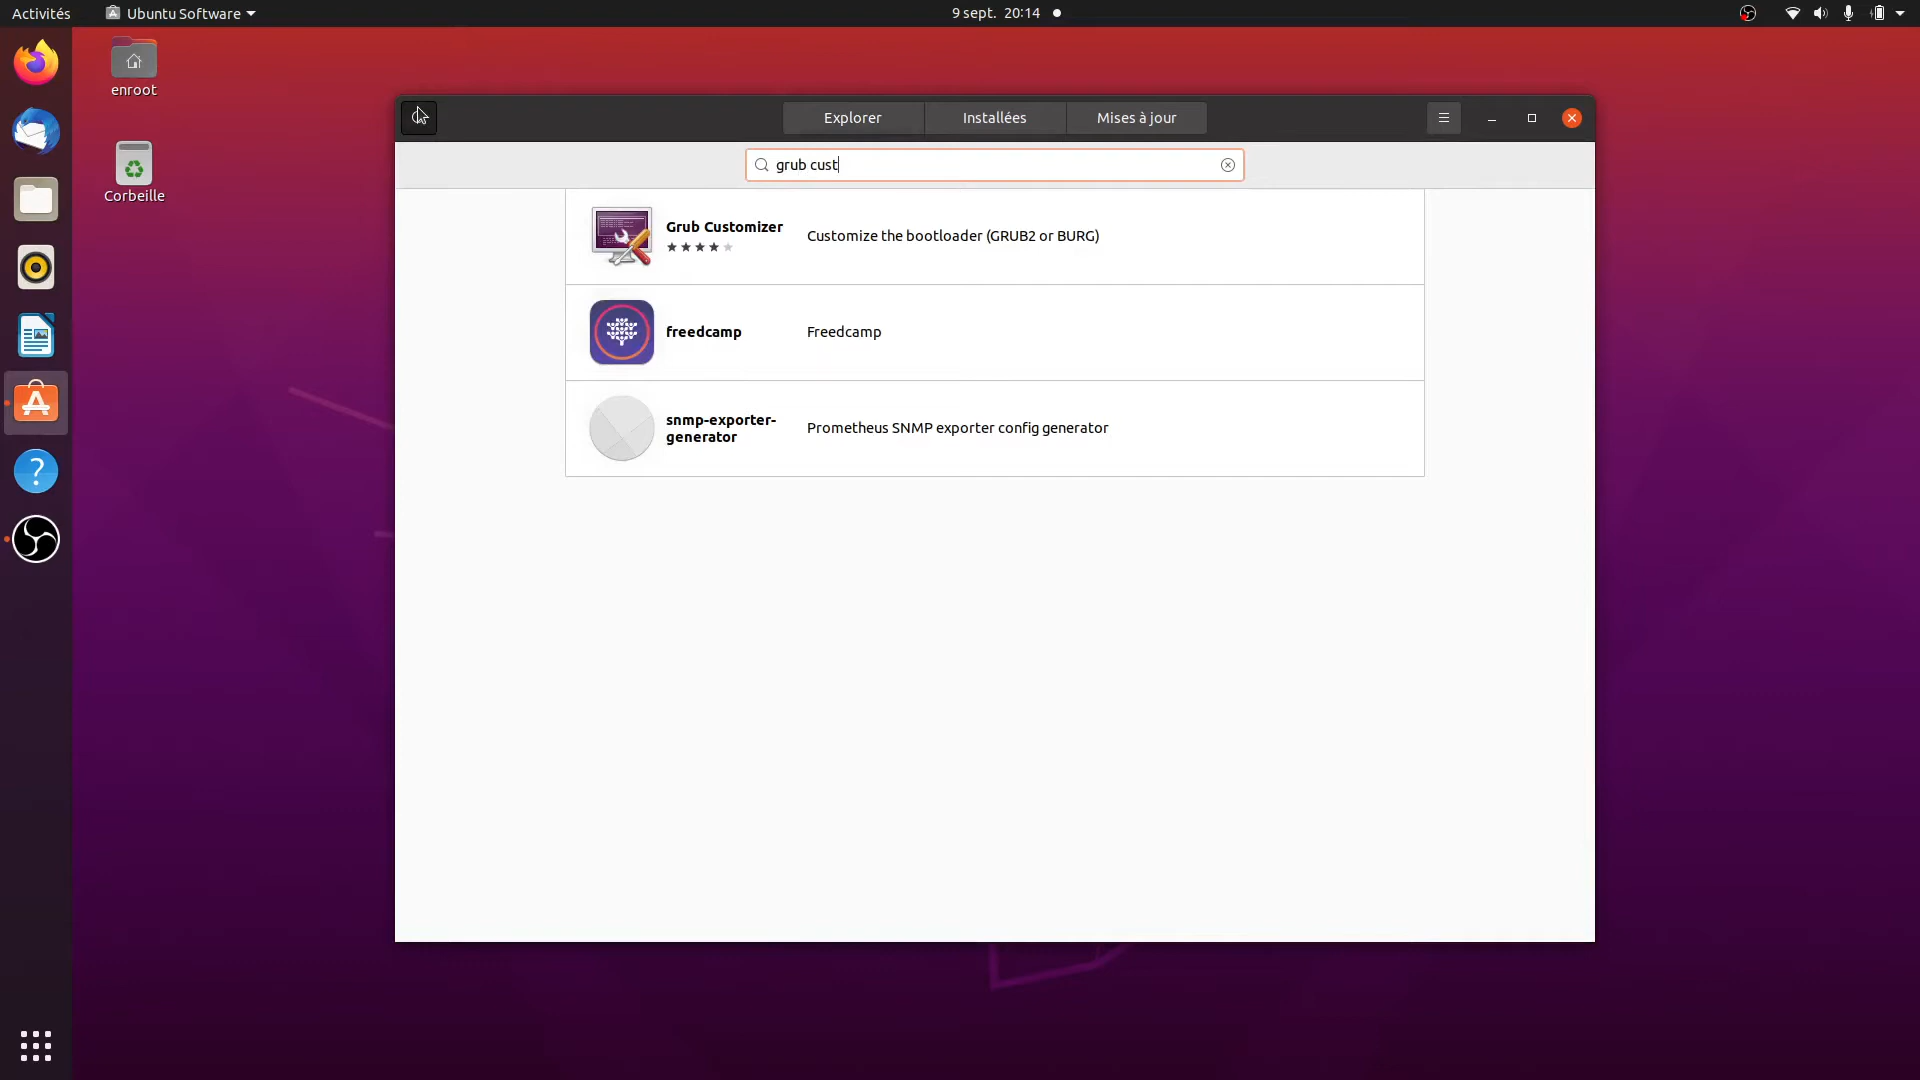 Activités
Ubuntu Software
9 sept. 20:14
enroot
Corbeille
Explorer
Installées
Mises à jour
grub cust
Grub Customizer
Customize the bootloader (GRUB2 or BURG)
freedcamp
Freedcamp
snmp-exporter-
generator
Prometheus SNMP exporter config generator